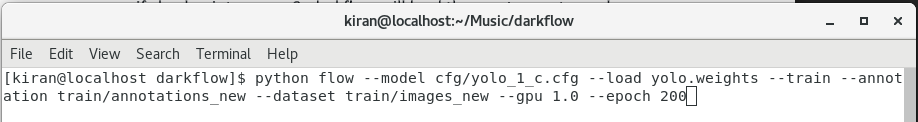 kiran@localhost:~/Music/darkflow
File Edit View Search Terminal Help
[kiran@localhost darkflow]$ python flow --model cfg/yolo_1_c.cfg --load yolo.weights --train --annot
ation train/annotations_new --dataset train/images_new --gpu 1.0 --epoch 200